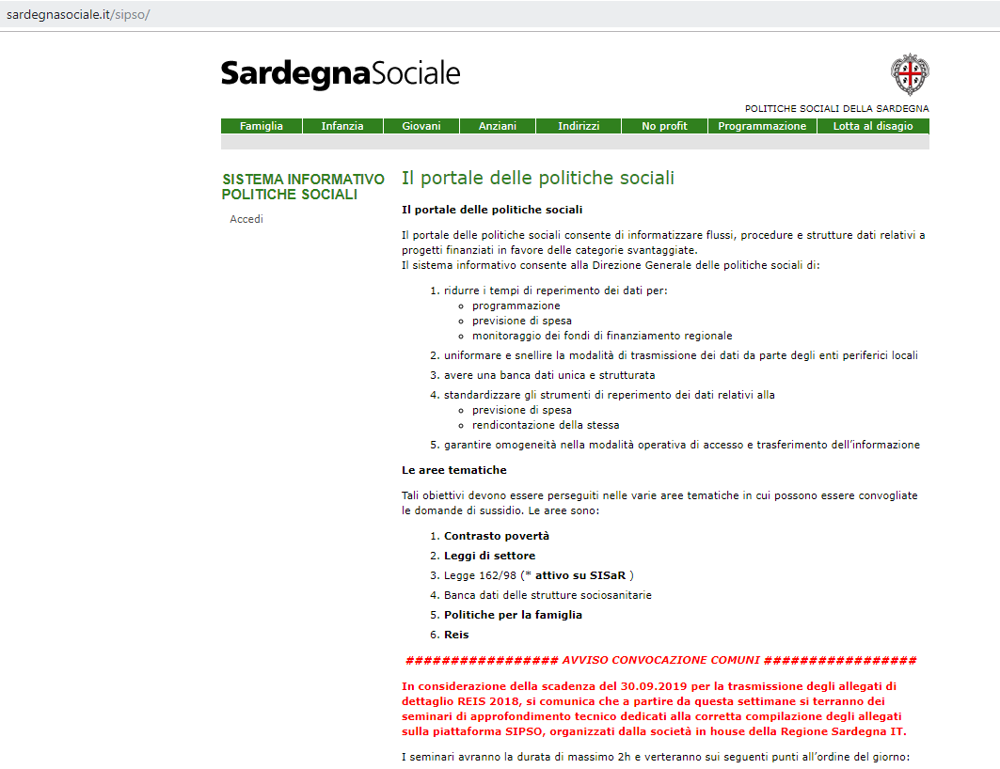 sardegnasociale.it/sipso/
SardegnaSociale
POLITICHE SOCIALI DELLA SARDEGNA
Famiglia Infanzia Giovani Anziani Indirizzi No profit Programmazione Lotta al disagio
SISTEMA INFORMATIVO
POLITICHE SOCIALI
Accedi
Il portale delle politiche sociali
Il portale delle politiche sociali
Il portale delle politiche sociali consente di informatizzare flussi, procedure e strutture dati relativi a
progetti finanziati in favore delle categorie svantaggiate.
Il sistema informativo consente alla Direzione Generale delle politiche sociali di:
1. ridurre i tempi di reperimento dei dati per:
programmazione
previsione di spesa
monitoraggio dei fondi di finanziamento regionale
2. uniformare e snellire la modalità di trasmissione dei dati da parte degli enti periferici locali
3. avere una banca dati unica e strutturata
4. standardizzare gli strumenti di reperimento dei dati relativi alla
previsione di spesa
rendicontazione della stessa
5. garantire omogeneità nella modalità operativa di accesso e trasferimento dell'informazione
Le aree tematiche
Tali obiettivi devono essere perseguiti nelle varie aree tematiche in cui possono essere convogliate
le domande di sussidio. Le aree sono:
1. Contrasto povertà
2. Leggi di settore
3. Legge 162/98 (* attivo su SISaR )
4. Banca dati delle strutture sociosanitarie
5. Politiche per la famiglia
6. Reis
################# AVVISO CONVOCAZIONE COMUNI #################
In considerazione della scadenza del 30.09.2019 per la trasmissione degli allegati di
dettaglio REIS 2018, si comunica che a partire da questa settimane si terranno dei
seminari di approfondimento tecnico dedicati alla corretta compilazione degli allegati
sulla piattaforma SIPSO, organizzati dalla società in house della Regione Sardegna IT.
I seminari avranno la durata di massimo 2h e verteranno sui seguenti punti all'ordine del giorno: